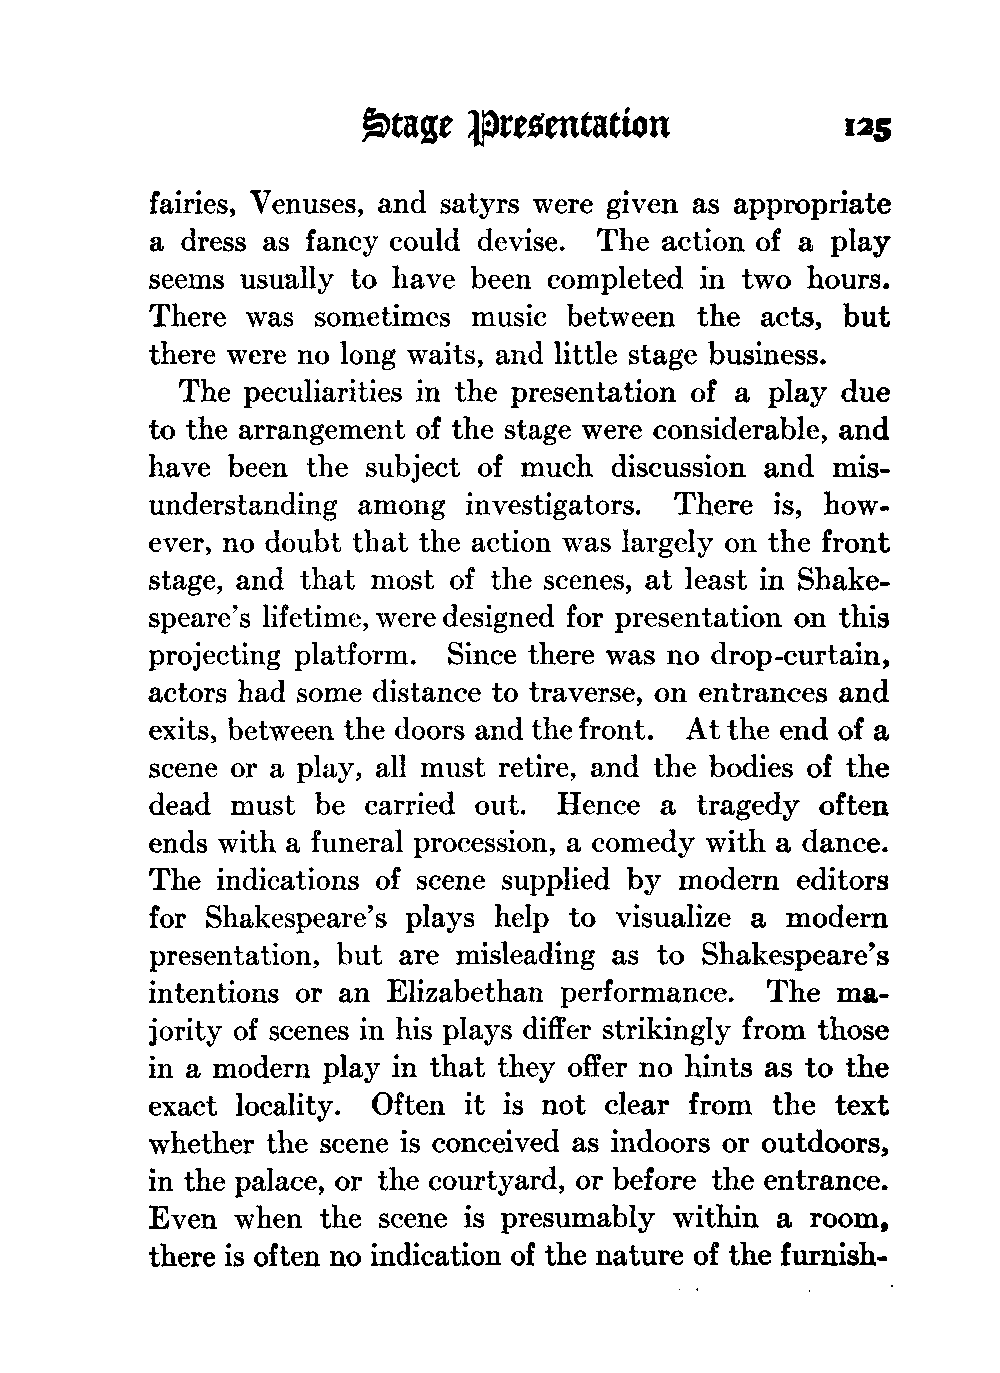 Stage Presentation 125
fairies, Venuses, and satyrs were given as appropriate
a dress as fancy could devise. The action of a play
seems usually to have been completed in two hours.
There was sometimes music between the acts, but
there were no long waits, and little stage business.
The peculiarities in the presentation of a play due
to the arrangement of the stage were considerable, and
have been the subject of much discussion and mis-
understanding among investigators. There is, how-
ever, no doubt that the action was largely on the front
stage, and that most of the scenes, at least in Shake-
speare's lifetime, were designed for presentation on this
projecting platform. Since there was no drop-curtain,
actors had some distance to traverse, on entrances and
exits, between the doors and the front. At the end of a
scene or a play, all must retire, and the bodies of the
dead must be carried out. Hence a tragedy often
ends with a funeral procession, a comedy with a dance.
The indications of scene supplied by modern editors
for Shakespeare's plays help to visualize a modern
presentation, but are misleading as to Shakespeare's
intentions or an Elizabethan performance. The ma-
jority of scenes in his plays differ strikingly from those
in a modern play in that they offer no hints as to the
exact locality. Often it is not clear from the text
whether the scene is conceived as indoors or outdoors,
in the palace, or the courtyard, or before the entrance.
Even when the scene is presumably within a room,
there is often no indication of the nature of the furnish-